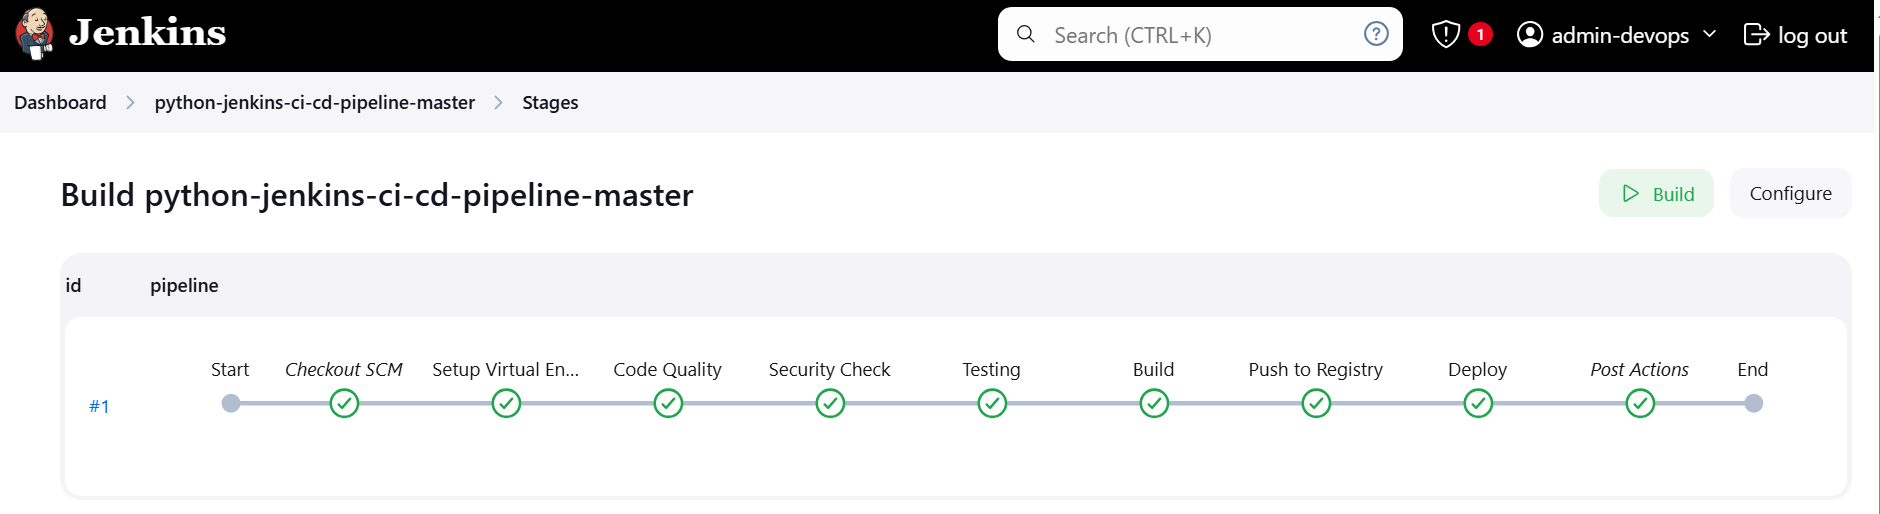 Jenkins
Search (CTRL+K)
?
1
admin-devops
log out
Dashboard
python-jenkins-ci-cd-pipeline-master
Stages
Build python-jenkins-ci-cd-pipeline-master
Build
Configure
id pipeline
Start Checkout SCM Setup Virtual En... Code Quality Security Check Testing Build Push to Registry Deploy Post Actions End
#1